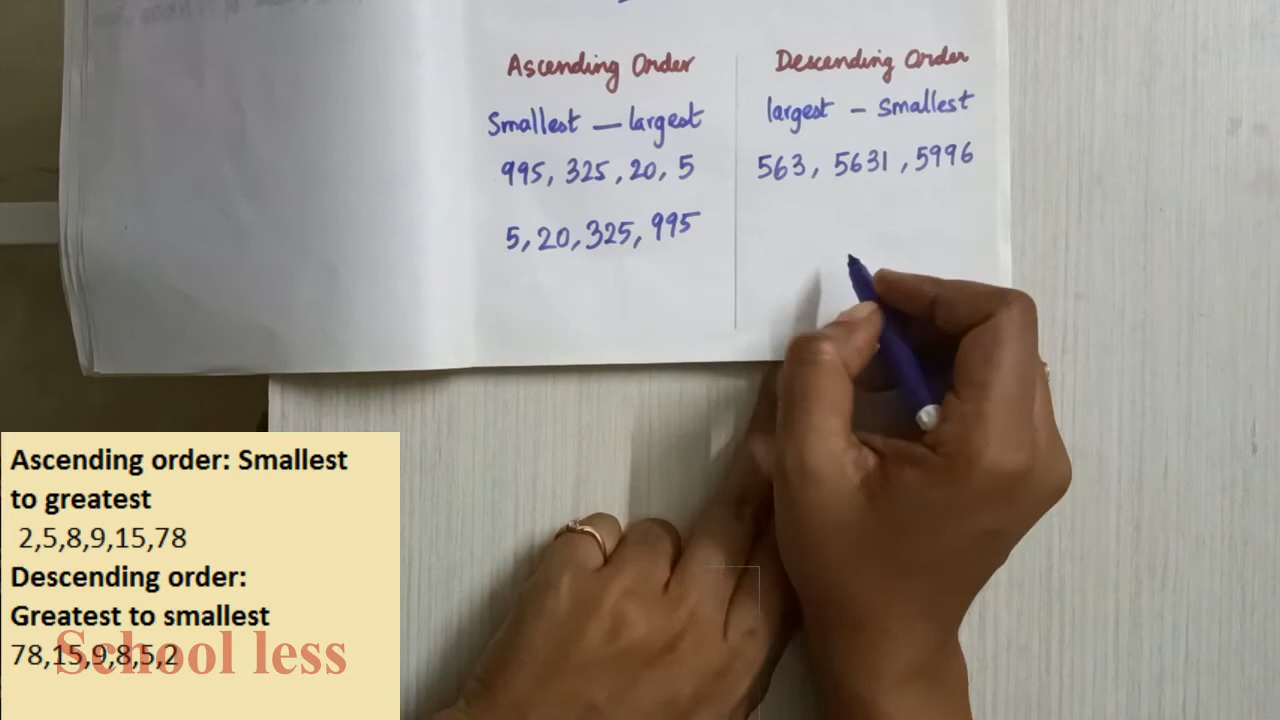 Ascending Order
Smallest — largest
995, 325, 20, 5
5, 20, 325, 995
Descending Order
largest - Smallest
563, 5631, 5996
Ascending order: Smallest
to greatest
2,5,8,9,15,78
Descending order:
Greatest to smallest
78,15,9,8,5,2
School less